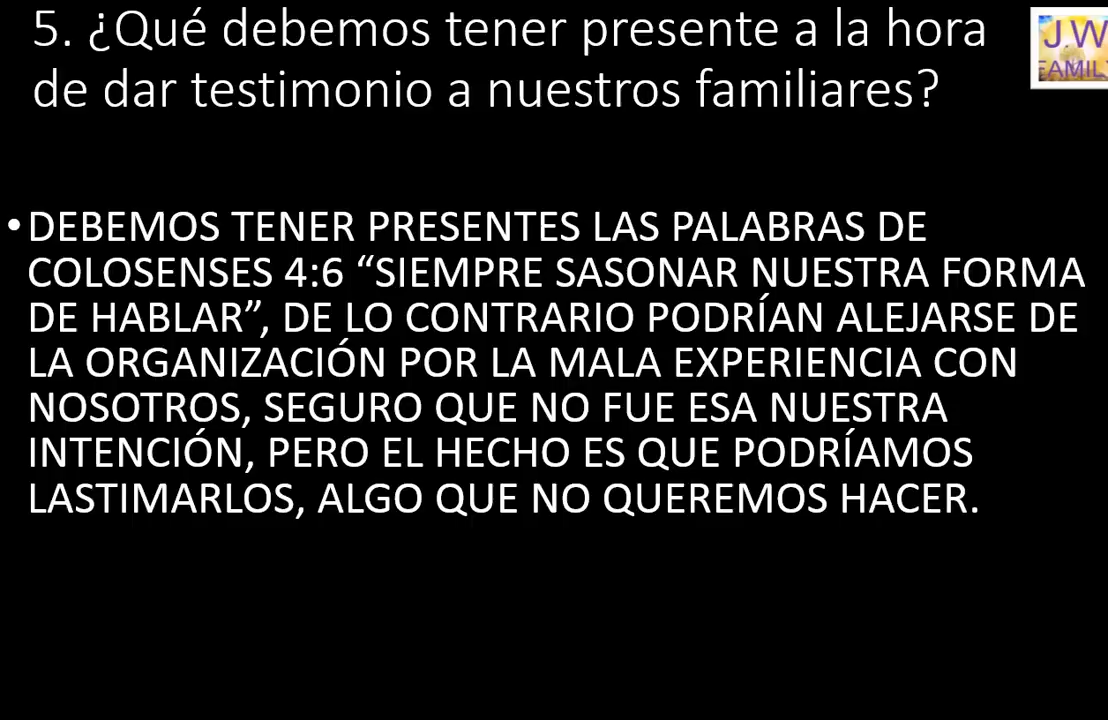 5. ¿Qué debemos tener presente a la hora
de dar testimonio a nuestros familiares?
J.W
FAMILY
•DEBEMOS TENER PRESENTES LAS PALABRAS DE
COLOSENSES 4:6 “SIEMPRE SASONAR NUESTRA FORMA
DE HABLAR”, DE LO CONTRARIO PODRÍAN ALEJARSE DE
LA ORGANIZACIÓN POR LA MALA EXPERIENCIA CON
NOSOTROS, SEGURO QUE NO FUE ESA NUESTRA
INTENCIÓN, PERO EL HECHO ES QUE PODRÍAMOS
LASTIMARLOS, ALGO QUE NO QUEREMOS HACER.